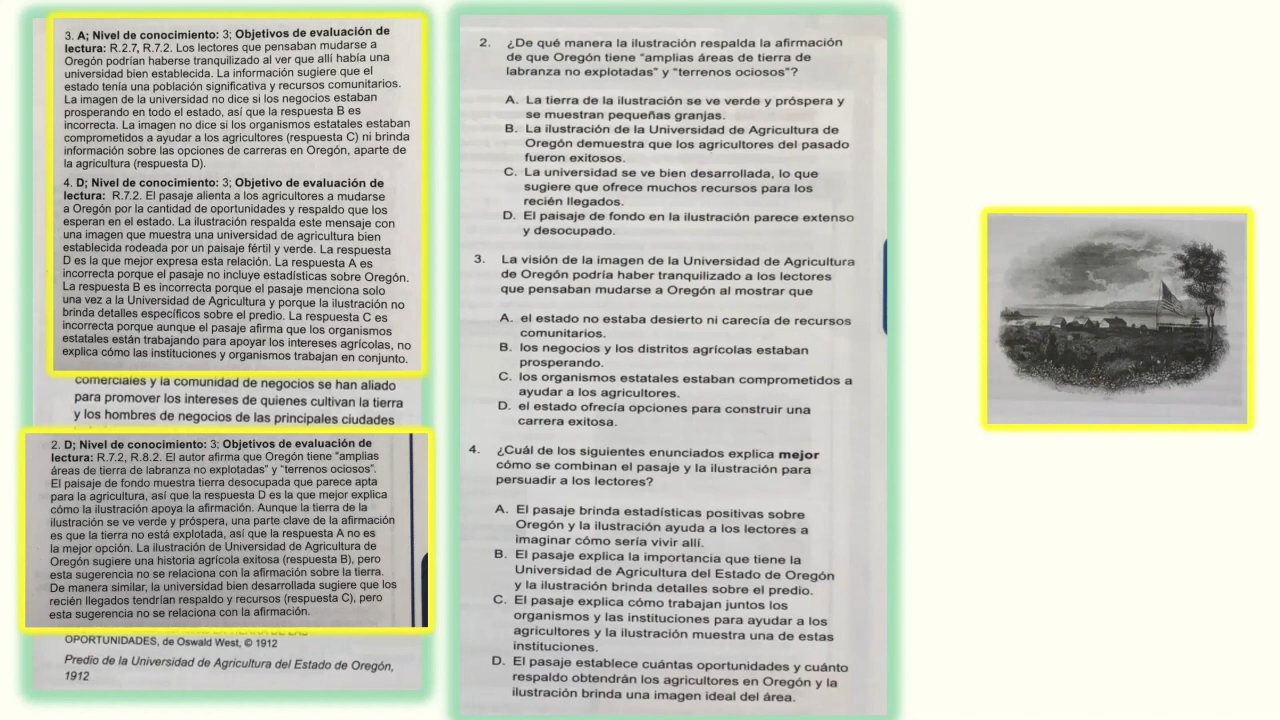 3. A; Nivel de conocimiento: 3; Objetivos de evaluación de
lectura: R.2.7, R.7.2. Los lectores que pensaban mudarse a
Oregón podrían haberse tranquilizado al ver que allí había una
universidad bien establecida. La información sugiere que el
estado tenía una población significativa y recursos comunitarios.
La imagen de la universidad no dice si los negocios estaban
prosperando en todo el estado, así que la respuesta B es
incorrecta. La imagen no dice si los organismos estatales estaban
comprometidos a ayudar a los agricultores (respuesta C) ni brinda
información sobre las opciones de carreras en Oregón, aparte de
la agricultura (respuesta D).
4. D; Nivel de conocimiento: 3; Objetivo de evaluación de
lectura: R.7.2. El pasaje alienta a los agricultores a mudarse
a Oregón por la cantidad de oportunidades y respaldo que los
esperan en el estado. La ilustración respalda este mensaje con
una imagen que muestra una universidad de agricultura bien
establecida rodeada por un paisaje fértil y verde. La respuesta
D es la que mejor expresa esta relación. La respuesta A es
incorrecta porque el pasaje no incluye estadísticas sobre Oregón.
La respuesta B es incorrecta porque el pasaje menciona solo
una vez a la Universidad de Agricultura y porque la ilustración no
brinda detalles específicos sobre el predio. La respuesta C es
incorrecta porque aunque el pasaje afirma que los organismos
estatales están trabajando para apoyar los intereses agrícolas, no
explica cómo las instituciones y organismos trabajan en conjunto.
comerciales y la comunidad de negocios se han aliado
para promover los intereses de quienes cultivan la tierra
y los hombres de negocios de las principales ciudades
2. D; Nivel de conocimiento: 3; Objetivos de evaluación de
lectura: R.7.2, R.8.2. El autor afirma que Oregón tiene "amplias
áreas de tierra de labranza no explotadas" y "terrenos ociosos".
El paisaje de fondo muestra tierra desocupada que parece apta
para la agricultura, así que la respuesta D es la que mejor explica
cómo la ilustración apoya la afirmación. Aunque la tierra de la
ilustración se ve verde y próspera, una parte clave de la afirmación
es que la tierra no está explotada, así que la respuesta A no es
la mejor opción. La ilustración de Universidad de Agricultura de
Oregón sugiere una historia agrícola exitosa (respuesta B), pero
esta sugerencia no se relaciona con la afirmación sobre la tierra.
De manera similar, la universidad bien desarrollada sugiere que los
recién llegados tendrían respaldo y recursos (respuesta C), pero
esta sugerencia no se relaciona con la afirmación.
OPORTUNIDADES, de Oswald West, © 1912
Predio de la Universidad de Agricultura del Estado de Oregón,
1912
2. ¿De qué manera la ilustración respalda la afirmación
de que Oregón tiene "amplias áreas de tierra de
labranza no explotadas" y "terrenos ociosos"?
A. La tierra de la ilustración se ve verde y próspera y
se muestran pequeñas granjas.
B. La ilustración de la Universidad de Agricultura de
Oregón demuestra que los agricultores del pasado
fueron exitosos.
C. La universidad se ve bien desarrollada, lo que
sugiere que ofrece muchos recursos para los
recién llegados.
D. El paisaje de fondo en la ilustración parece extenso
y desocupado.
3. La visión de la imagen de la Universidad de Agricultura
de Oregón podría haber tranquilizado a los lectores
que pensaban mudarse a Oregón al mostrar que
A. el estado no estaba desierto ni carecía de recursos
comunitarios.
B. los negocios y los distritos agrícolas estaban
prosperando.
C. los organismos estatales estaban comprometidos a
ayudar a los agricultores.
D. el estado ofrecía opciones para construir una
carrera exitosa.
4. ¿Cuál de los siguientes enunciados explica mejor
cómo se combinan el pasaje y la ilustración para
persuadir a los lectores?
A. El pasaje brinda estadísticas positivas sobre
Oregón y la ilustración ayuda a los lectores a
imaginar cómo sería vivir allí.
B. El pasaje explica la importancia que tiene la
Universidad de Agricultura del Estado de Oregón
y la ilustración brinda detalles sobre el predio.
C. El pasaje explica cómo trabajan juntos los
organismos y las instituciones para ayudar a los
agricultores y la ilustración muestra una de estas
instituciones.
D. El pasaje establece cuántas oportunidades y cuánto
respaldo obtendrán los agricultores en Oregón y la
ilustración brinda una imagen ideal del área.